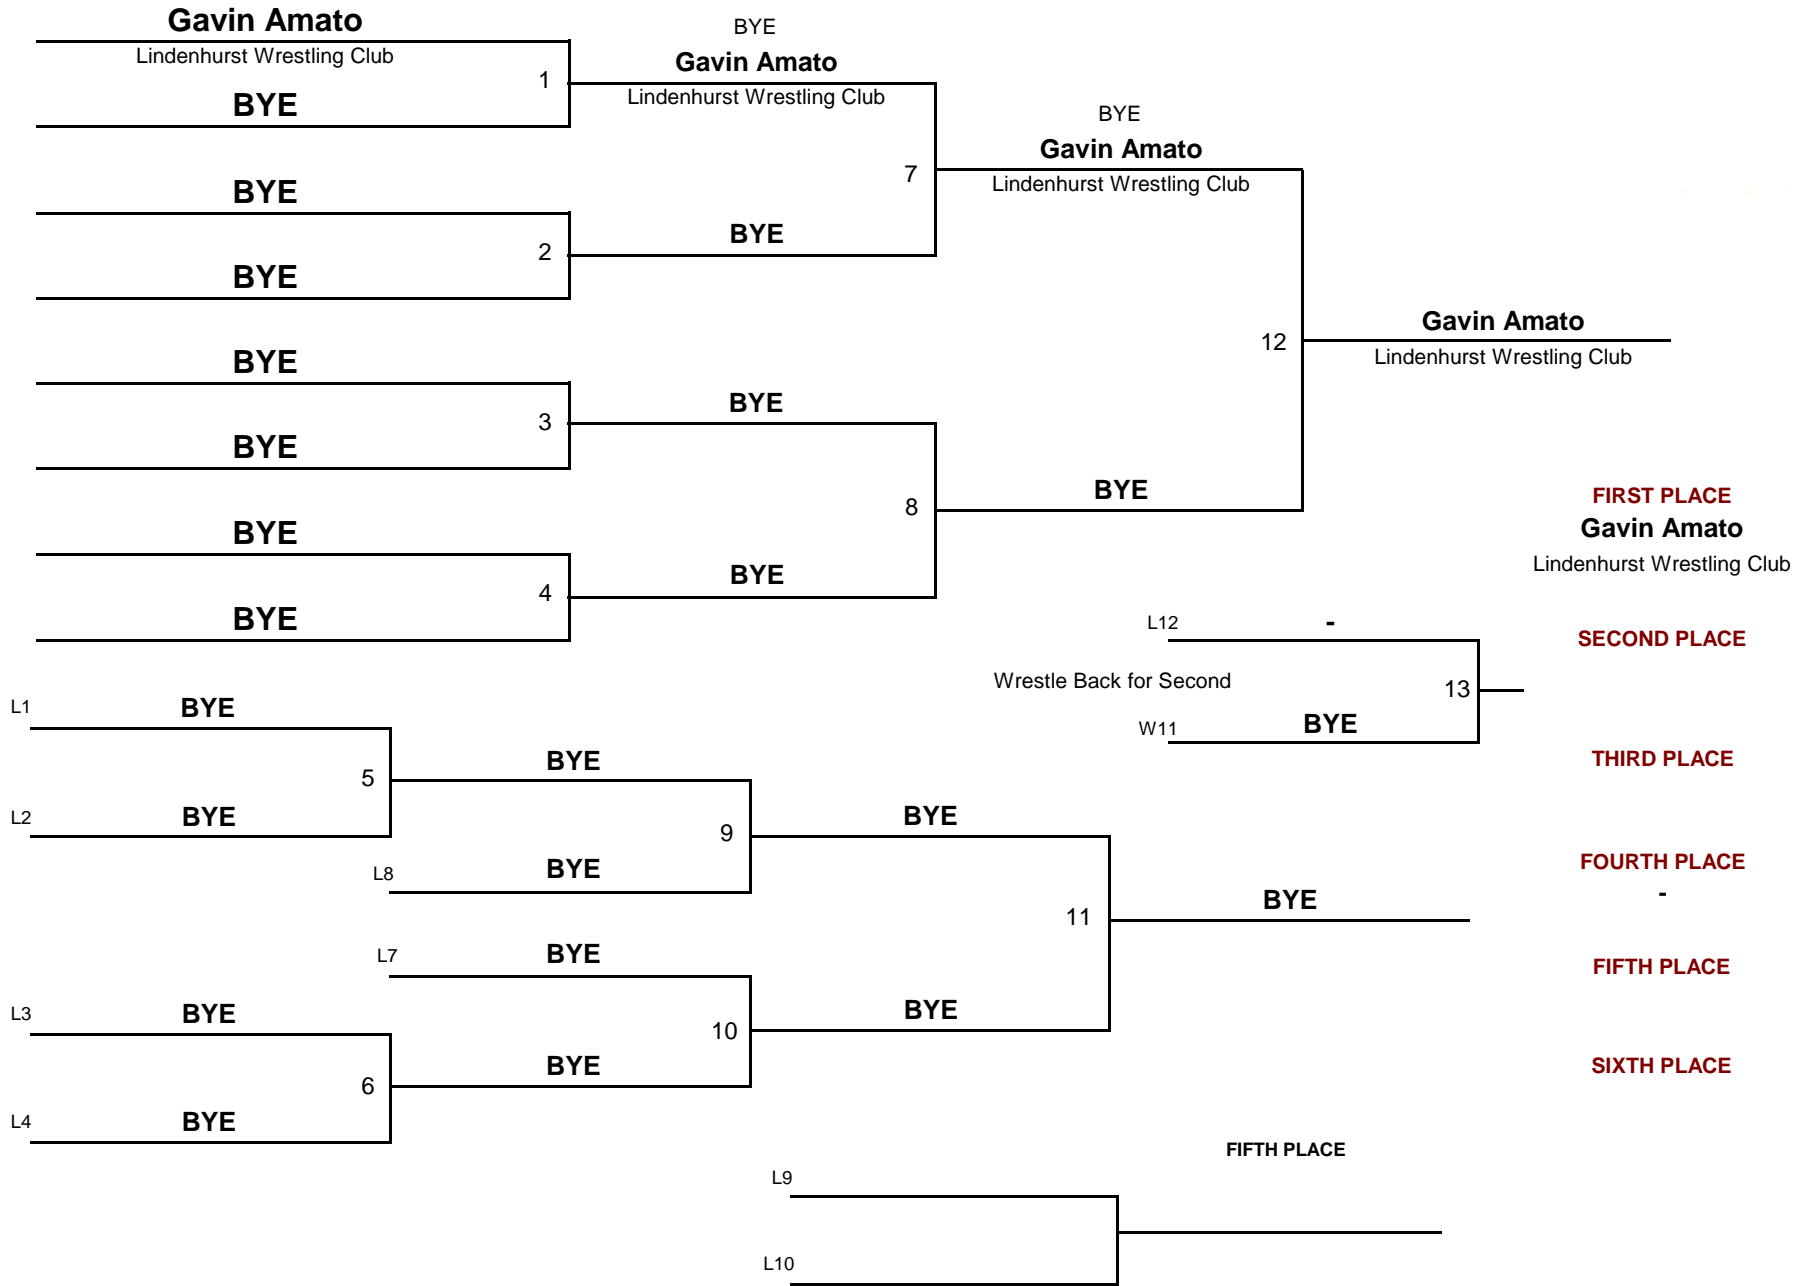 Gavin Amato
Lindenhurst Wrestling Club
1
BYE
BYE
2
BYE
BYE
3
BYE
BYE
4
BYE
BYE
Gavin Amato
Lindenhurst Wrestling Club
7
BYE
BYE
8
BYE
BYE
Gavin Amato
Lindenhurst Wrestling Club
12
BYE
Gavin Amato
Lindenhurst Wrestling Club
FIRST PLACE
Gavin Amato
Lindenhurst Wrestling Club
SECOND PLACE
THIRD PLACE
FOURTH PLACE
-
FIFTH PLACE
SIXTH PLACE
L12 -
Wrestle Back for Second
13
W11 BYE
L1 BYE
5
L2 BYE
BYE
9
L8 BYE
BYE
11
BYE
L7 BYE
10
BYE
L3 BYE
6
L4 BYE
BYE
FIFTH PLACE
L9
L10